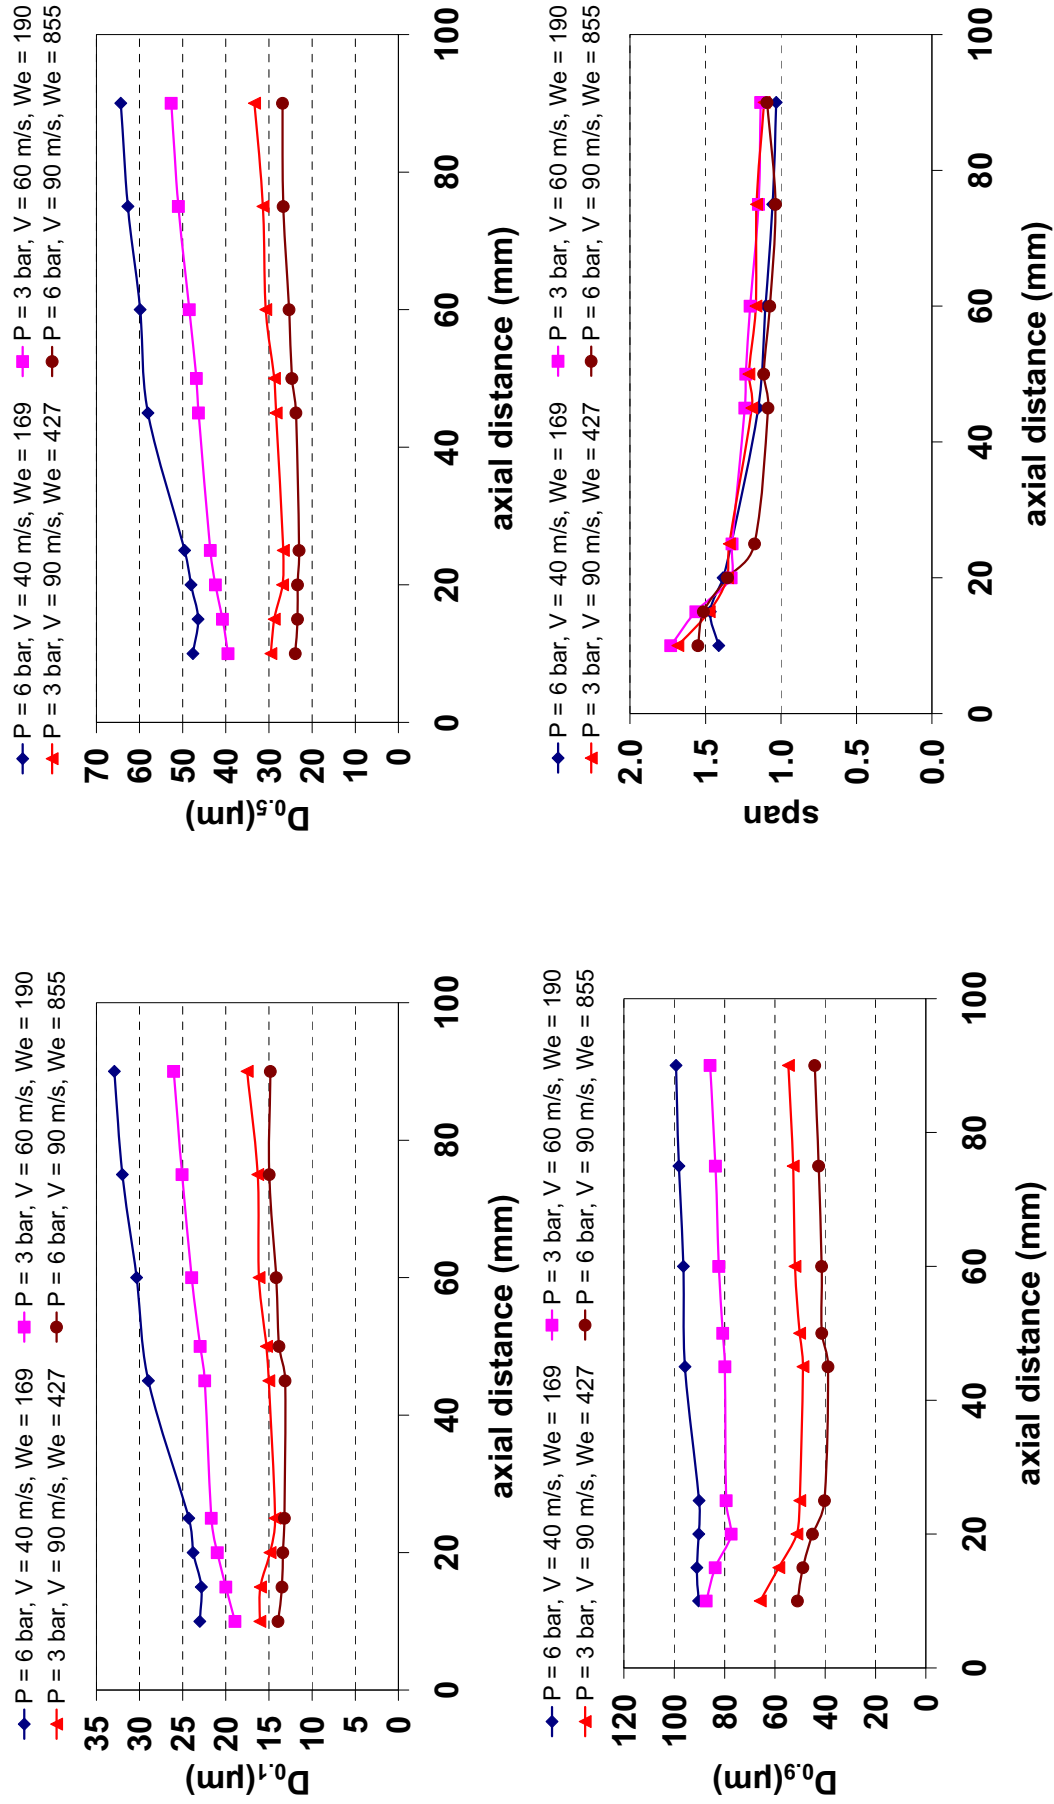 P = 6 bar, V = 40 m/s, We = 169 P = 3 bar, V = 60 m/s, We = 190
P = 3 bar, V = 90 m/s, We = 427 P = 6 bar, V = 90 m/s, We = 855
35
30
25
20
15
10
5
0
D0.1(µm)
0 20 40 60 80 100
axial distance (mm)
P = 6 bar, V = 40 m/s, We = 169 P = 3 bar, V = 60 m/s, We = 190
P = 3 bar, V = 90 m/s, We = 427 P = 6 bar, V = 90 m/s, We = 855
70
60
50
40
30
20
10
0
D0.5(µm)
0 20 40 60 80 100
axial distance (mm)
P = 6 bar, V = 40 m/s, We = 169 P = 3 bar, V = 60 m/s, We = 190
P = 3 bar, V = 90 m/s, We = 427 P = 6 bar, V = 90 m/s, We = 855
120
100
80
60
40
20
0
D0.9(µm)
0 20 40 60 80 100
axial distance (mm)
P = 6 bar, V = 40 m/s, We = 169 P = 3 bar, V = 60 m/s, We = 190
P = 3 bar, V = 90 m/s, We = 427 P = 6 bar, V = 90 m/s, We = 855
2.0
1.5
1.0
0.5
0.0
span
0 20 40 60 80 100
axial distance (mm)